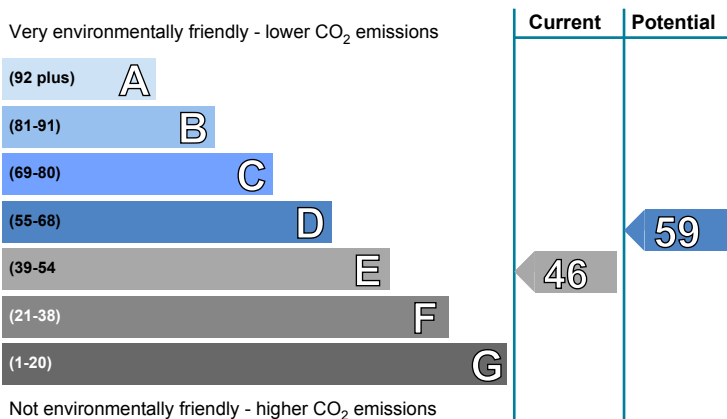 Current Potential
Very environmentally friendly - lower CO2 emissions
(92 plus) A
(81-91) B
(69-80) C
(55-68) D
59
(39-54 E
46
(21-38) F
(1-20) G
Not environmentally friendly - higher CO2 emissions